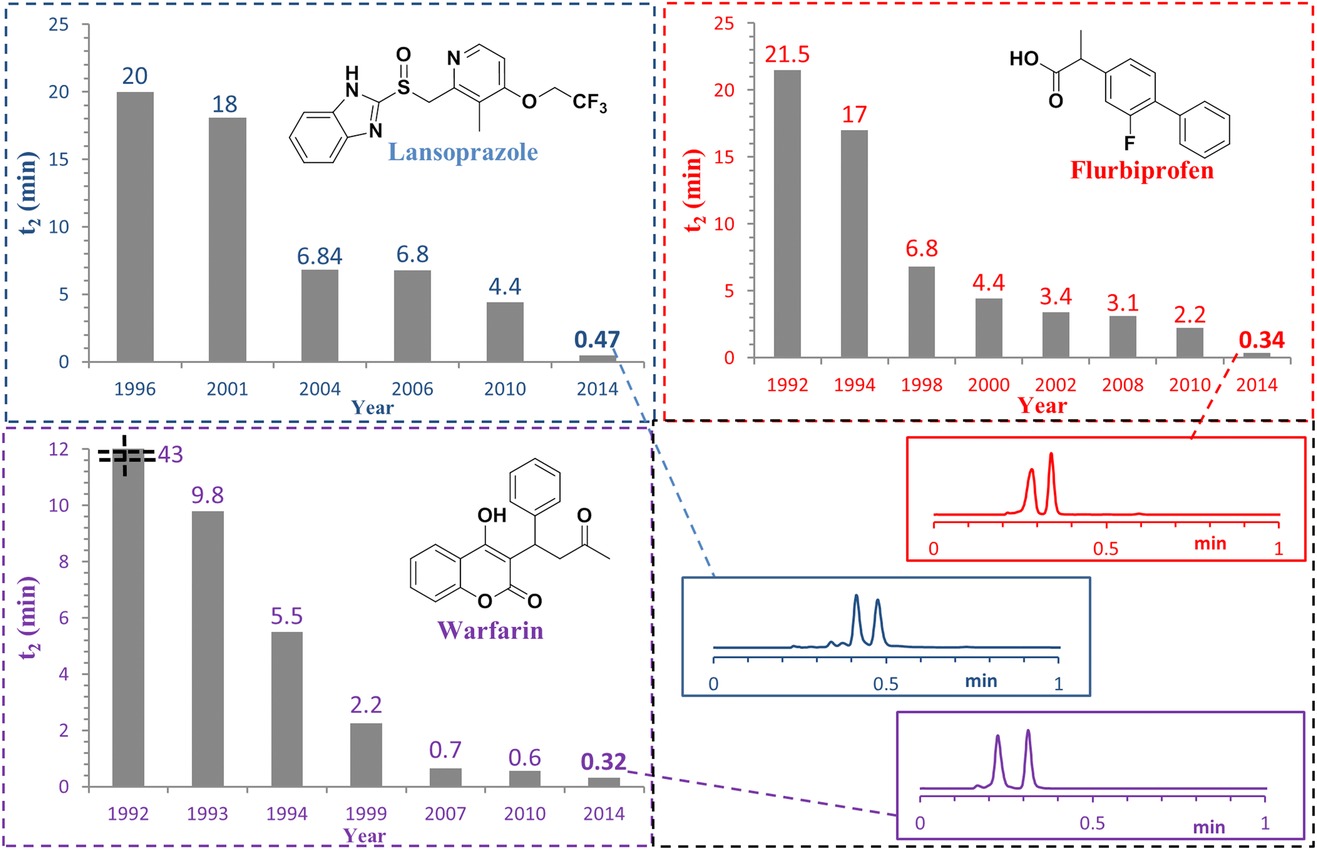 25
20
15
10
5
0
t2 (min)
20
18
6.84
6.8
4.4
0.47
1996 2001 2004 2006 2010 2014
Year
H
N
O
S
N
N
O
CF3
Lansoprazole
25
20
15
10
5
0
t2 (min)
21.5
17
6.8
4.4
3.4
3.1
2.2
0.34
1992 1994 1998 2000 2002 2008 2010 2014
Year
HO
O
F
Flurbiprofen
12
10
8
6
4
2
0
t2 (min)
43
9.8
5.5
2.2
0.7
0.6
0.32
1992 1993 1994 1999 2007 2010 2014
Year
OH
O
O
O
Warfarin
0 0.5 min 1
0 0.5 min 1
0 0.5 min 1